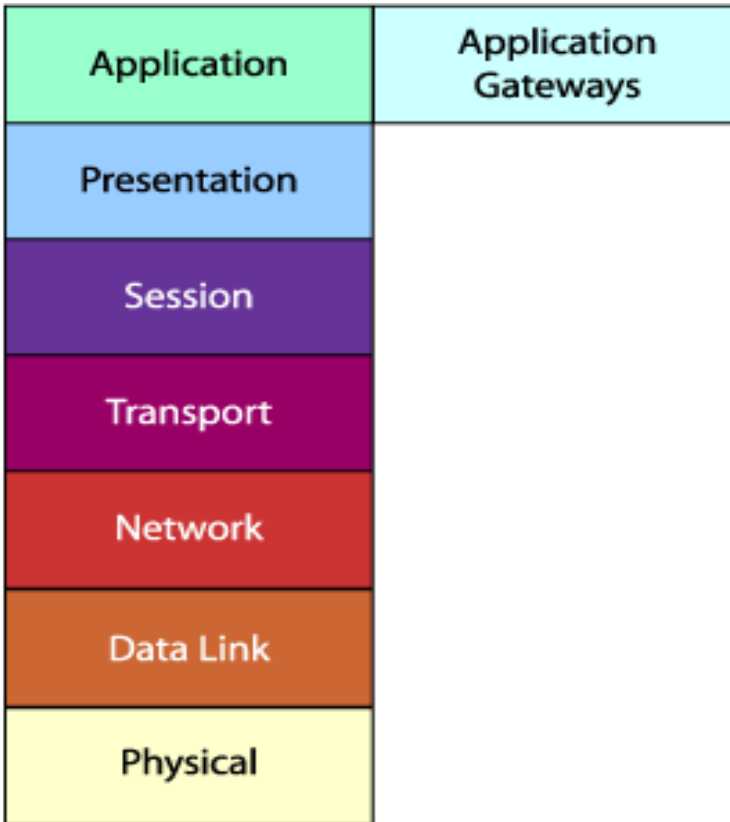 Application
Application
Gateways
Presentation
Session
Transport
Network
Data Link
Physical